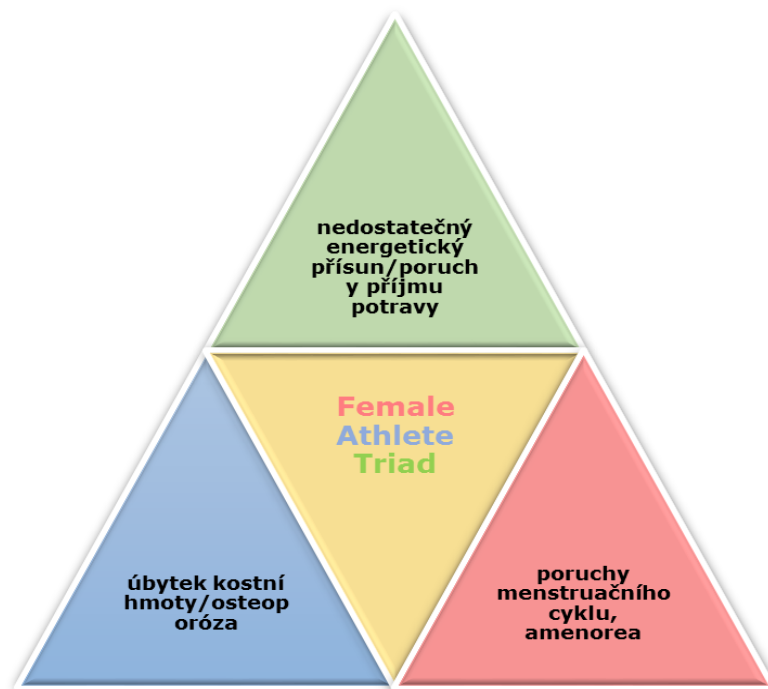 nedostatečný
energetický
přísun/poruch
y příjmu
potravy
Female
Athlete
Triad
úbytek kostní
hmoty/osteop
oróza
poruchy
menstruačního
cyklu,
amenorea